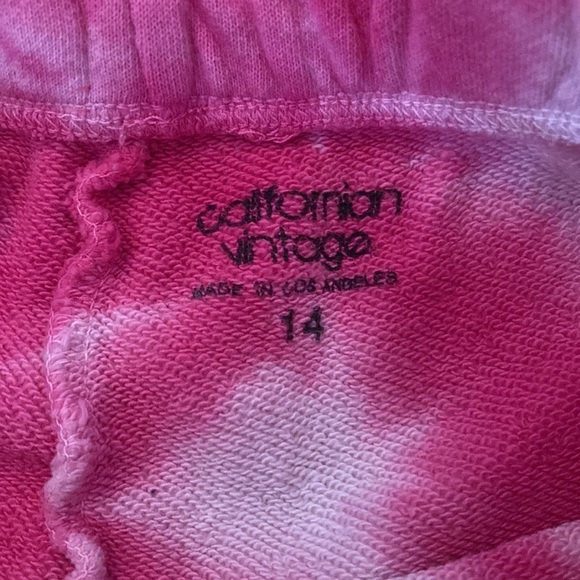 californian
vintage
MADE IN LOS ANGELES
14